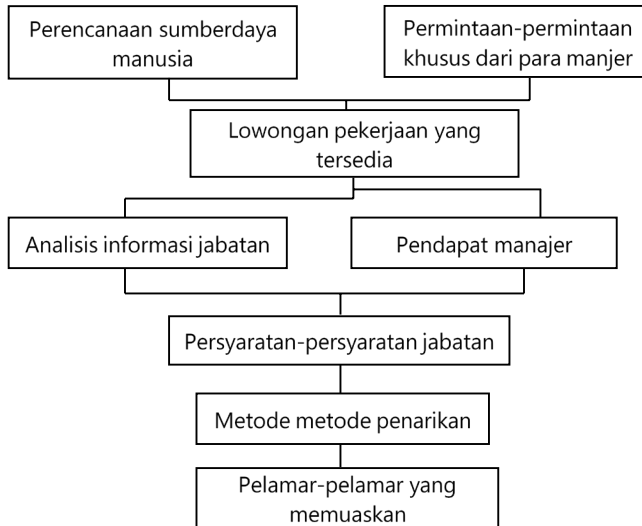 Perencanaan sumberdaya
manusia
Permintaan-permintaan
khusus dari para manjer
Lowongan pekerjaan yang
tersedia
Analisis informasi jabatan
Pendapat manajer
Persyaratan-persyaratan jabatan
Metode metode penarikan
Pelamar-pelamar yang
memuaskan